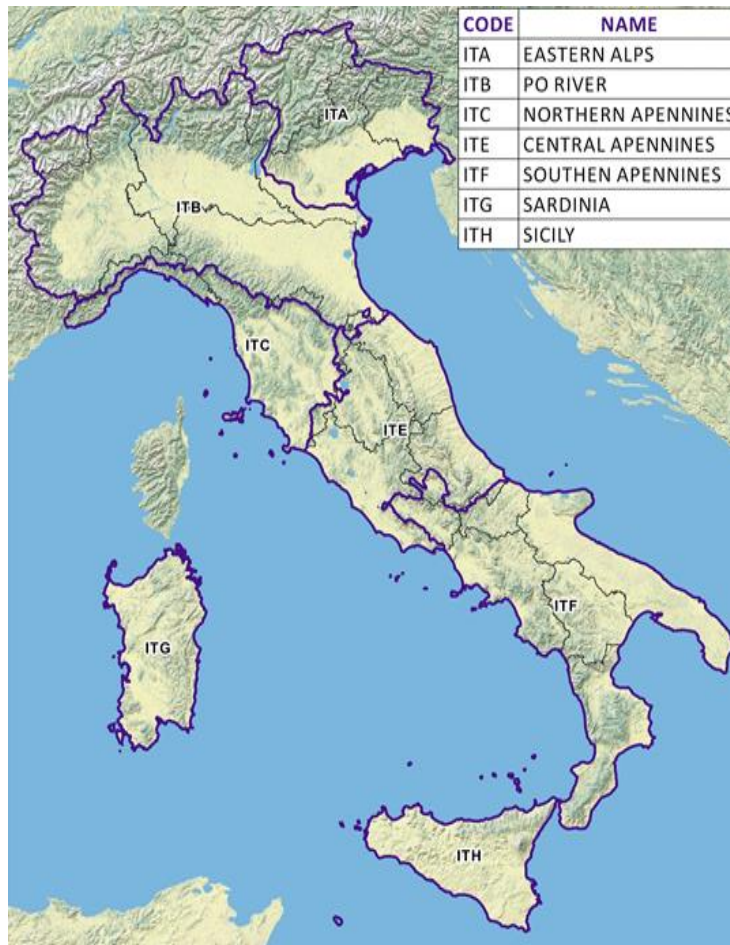 CODE NAME
ITA EASTERN ALPS
ITB PO RIVER
ITC NORTHERN APENNINES
ITE CENTRAL APENNINES
ITF SOUTHEN APENNINES
ITG SARDINIA
ITH SICILY
ITA
ITB
ITC
ITE
ITF
ITG
ITH